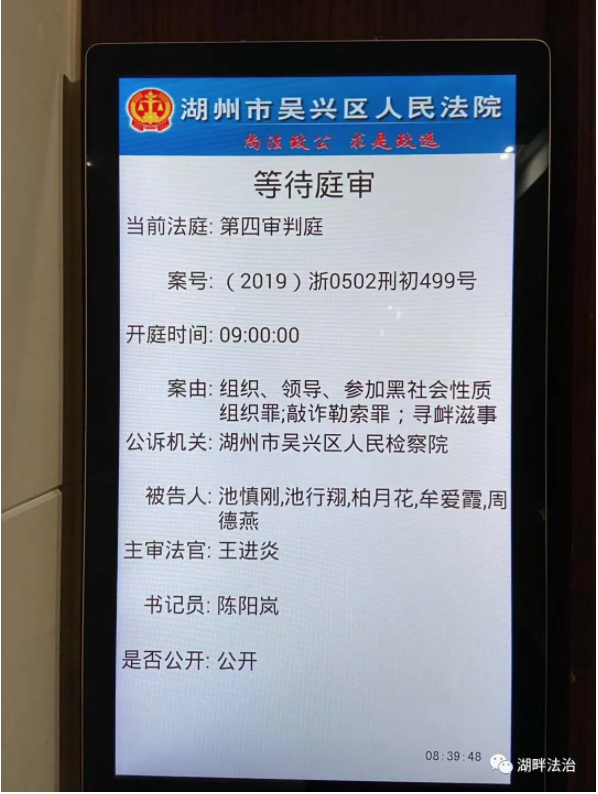 湖州市吴兴区人民法院
尚法致公 求是致远
等待庭审
当前法庭: 第四审判庭
案号: （2019）浙0502刑初499号
开庭时间: 09:00:00
案由: 组织、领导、参加黑社会性质
组织罪;敲诈勒索罪；寻衅滋事
公诉机关: 湖州市吴兴区人民检察院
被告人: 池慎刚,池行翔,柏月花,牟爱霞,周
德燕
主审法官: 王进炎
书记员: 陈阳岚
是否公开: 公开
08:39:48
湖畔法治